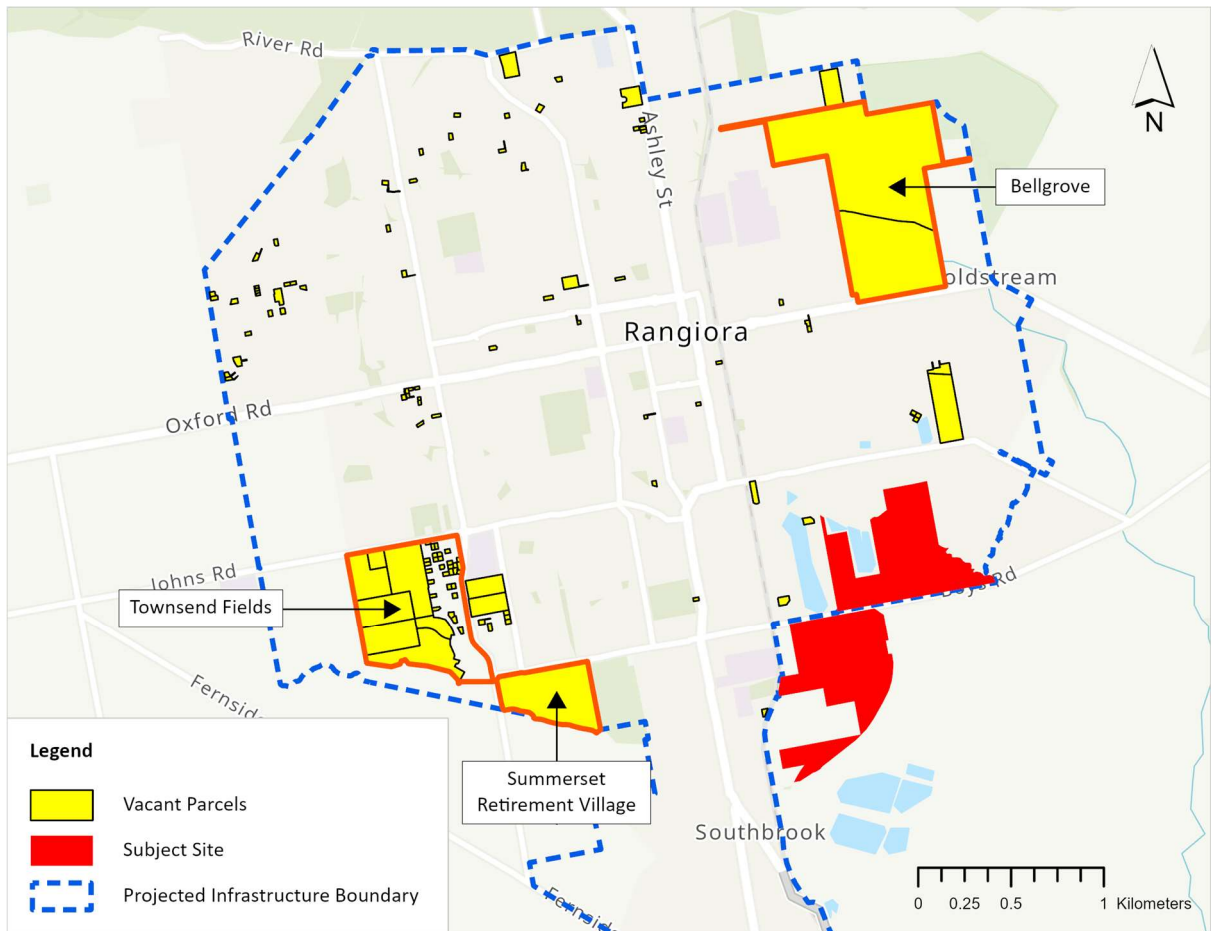 River Rd
N
Ashley St
Bellgrove
oldstream
Rangiora
Oxford Rd
Johns Rd
Townsend Fields
Boys Rd
Fernside
Summerset
Retirement Village
Southbrook
Legend
Vacant Parcels
Subject Site
Projected Infrastructure Boundary
0 0.25 0.5 1 Kilometers